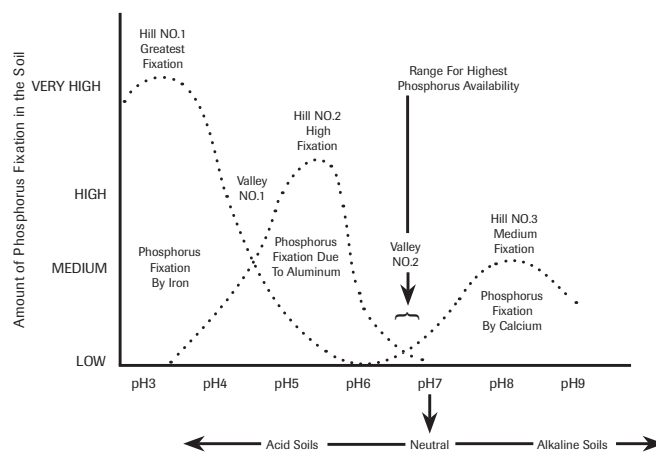 Amount of Phosphorus Fixation in the Soil
VERY HIGH
HIGH
MEDIUM
LOW
Hill NO.1
Greatest
Fixation
Hill NO.2
High
Fixation
Valley
NO.1
Range For Highest
Phosphorus Availability
Hill NO.3
Medium
Fixation
Valley
NO.2
Phosphorus
Fixation
By Iron
Phosphorus
Fixation Due
To Aluminum
Phosphorus
Fixation
By Calcium
pH3 pH4 pH5 pH6 pH7 pH8 pH9
Acid Soils Neutral Alkaline Soils